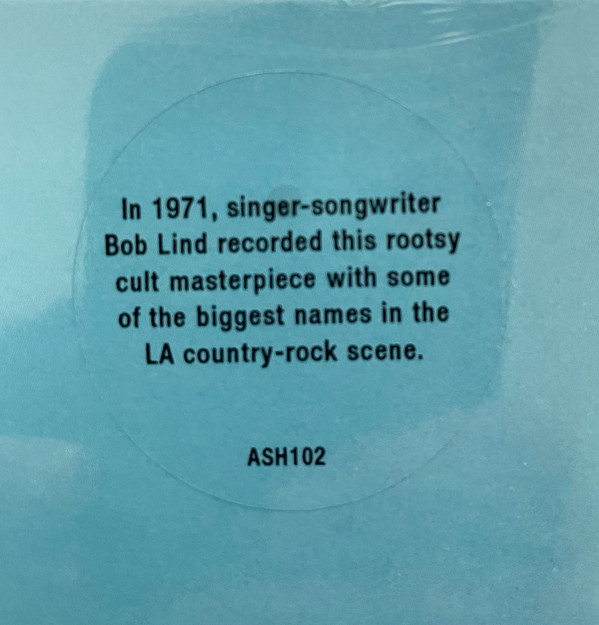 In 1971, singer-songwriter
Bob Lind recorded this rootsy
cult masterpiece with some
of the biggest names in the
LA country-rock scene.
ASH102